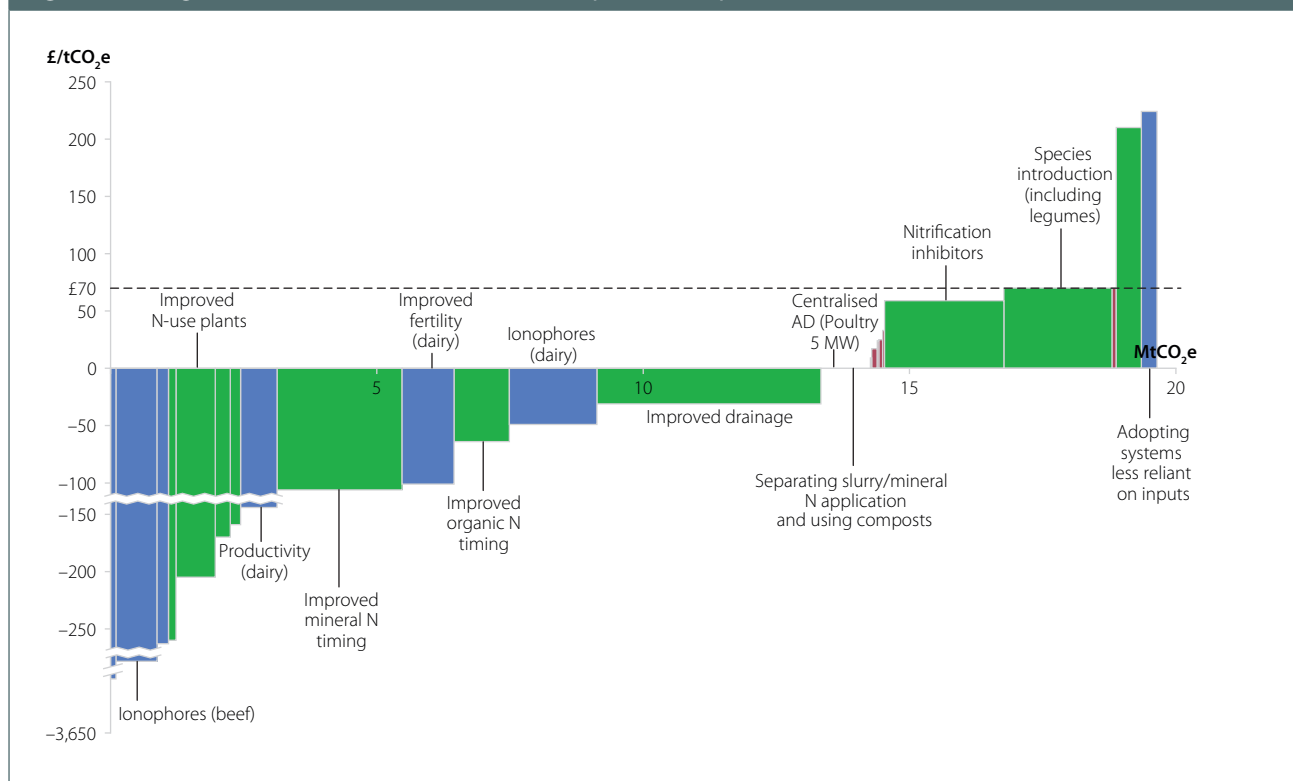 £/tCO2e
250
200
150
100
£70
50
0
−50
−100
−150
−200
−250
−3,650
Improved
N-use plants
Improved
fertility
(dairy)
Ionophores
(dairy)
Centralised
AD (Poultry
5 MW)
Nitrification
inhibitors
Species
introduction
(including
legumes)
MtCO2e
5
10
15
20
Improved drainage
Separating slurry/mineral
N application
and using composts
Adopting
systems
less reliant
on inputs
Improved
organic N
timing
Productivity
(dairy)
Improved
mineral N
timing
Ionophores (beef)